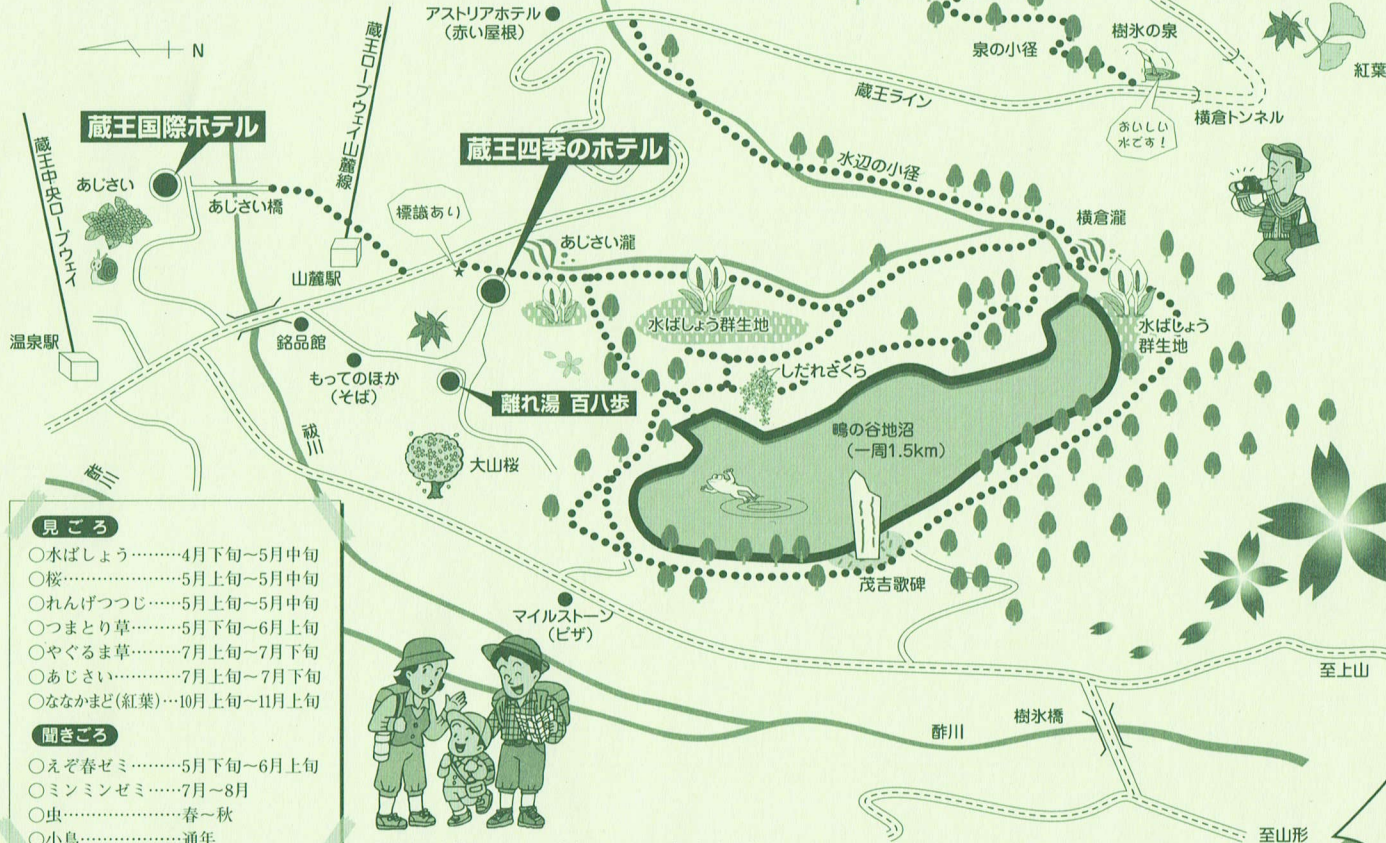 アストリアホテル
(赤い屋根)
N
蔵王ロープウェイ山麓線
泉の小径
樹氷の泉
紅葉
蔵王ライン
おいしい
水です!
横倉トンネル
蔵王国際ホテル
蔵王四季のホテル
蔵王中央ロープウェイ
あじさい
あじさい橋
標識あり
水辺の小径
横倉瀧
あじさい瀧
山麓駅
水ばしょう群生地
水ばしょう
群生地
温泉駅
銘品館
もってのほか
(そば)
しだれざくら
離れ湯 百八歩
鴫の谷地沼
(一周1.5km)
祓川
大山桜
酢川
茂吉歌碑
マイルストーン
(ピザ)
至上山
樹氷橋
酢川
至山形
見ごろ
○水ばしょう………4月下旬~5月中旬
○桜………………5月上旬~5月中旬
○れんげつつじ……5月上旬~5月中旬
○つまとり草………5月下旬~6月上旬
○やぐるま草………7月上旬~7月下旬
○あじさい…………7月上旬~7月下旬
○ななかまど(紅葉)…10月上旬~11月上旬
聞きごろ
○えぞ春ゼミ………5月下旬~6月上旬
○ミンミンゼミ……7月~8月
○虫………………春~秋
○小鳥……………通年